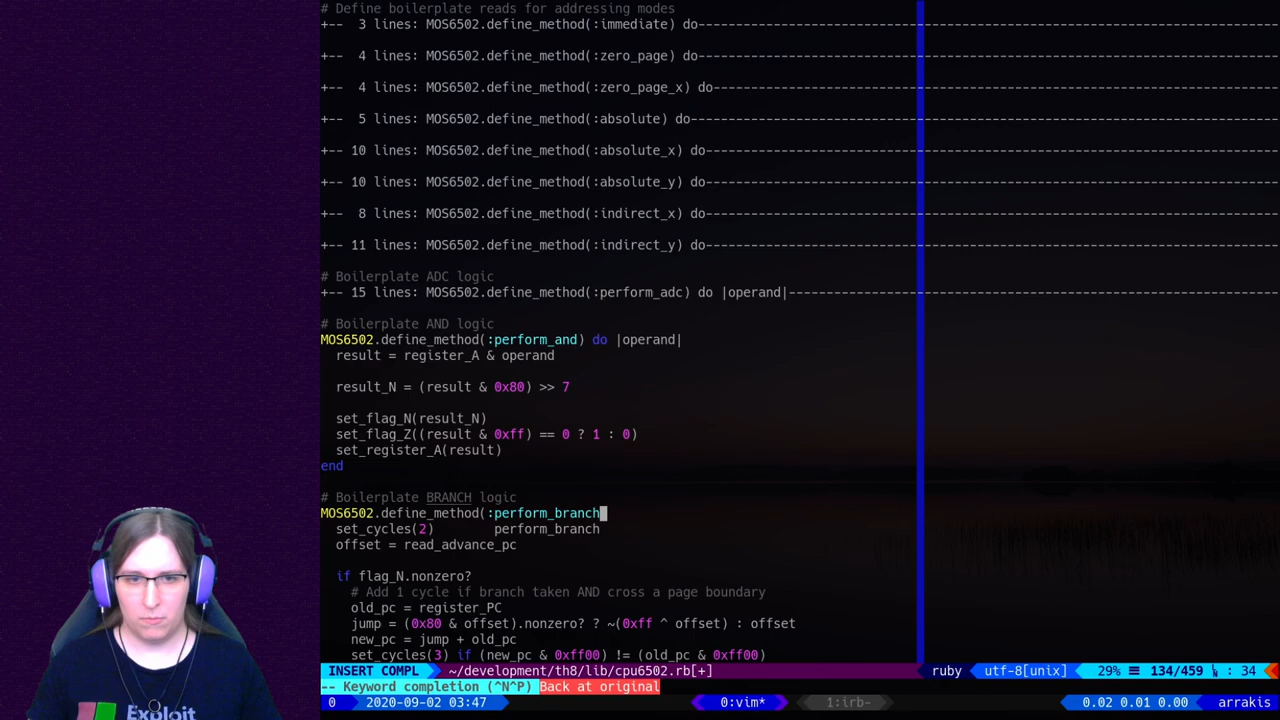 # Define boilerplate reads for addressing modes
+--  3 lines: MOS6502.define_method(:immediate) do----------------------------------------------------------------------------
+--  4 lines: MOS6502.define_method(:zero_page) do----------------------------------------------------------------------------
+--  4 lines: MOS6502.define_method(:zero_page_x) do--------------------------------------------------------------------------
+--  5 lines: MOS6502.define_method(:absolute) do-----------------------------------------------------------------------------
+-- 10 lines: MOS6502.define_method(:absolute_x) do---------------------------------------------------------------------------
+-- 10 lines: MOS6502.define_method(:absolute_y) do---------------------------------------------------------------------------
+--  8 lines: MOS6502.define_method(:indirect_x) do---------------------------------------------------------------------------
+-- 11 lines: MOS6502.define_method(:indirect_y) do---------------------------------------------------------------------------
# Boilerplate ADC logic
+-- 15 lines: MOS6502.define_method(:perform_adc) do |operand|----------------------------------------------------------------
# Boilerplate AND logic
MOS6502.define_method(:perform_and) do |operand|
  result = register_A & operand
  result_N = (result & 0x80) >> 7
  set_flag_N(result_N)
  set_flag_Z((result & 0xff) == 0 ? 1 : 0)
  set_register_A(result)
end
# Boilerplate BRANCH logic
MOS6502.define_method(:perform_branch
  set_cycles(2)        perform_branch
  offset = read_advance_pc
  if flag_N.nonzero?
    # Add 1 cycle if branch taken AND cross a page boundary
    old_pc = register_PC
    jump = (0x80 & offset).nonzero? ? ~(0xff ^ offset) : offset
    new_pc = jump + old_pc
    set_cycles(3) if (new_pc & 0xff00) != (old_pc & 0xff00)
INSERT COMPL ~/development/th8/lib/cpu6502.rb[+] ruby utf-8[unix] 29% ☰ 134/459 ㏑ : 34
-- Keyword completion (^N^P) Back at original
0 2020-09-02 03:47 0:vim* 1:irb- 0.02 0.01 0.00 arrakis
Exploit